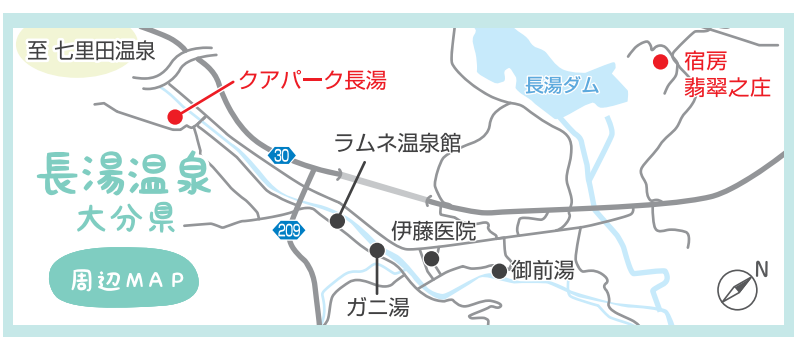 至 七里田温泉
クアパーク長湯
長湯ダム
宿房
翡翠之庄
ラムネ温泉館
30
長湯温泉
大分県
209
伊藤医院
御前湯
周辺MAP
ガニ湯
N